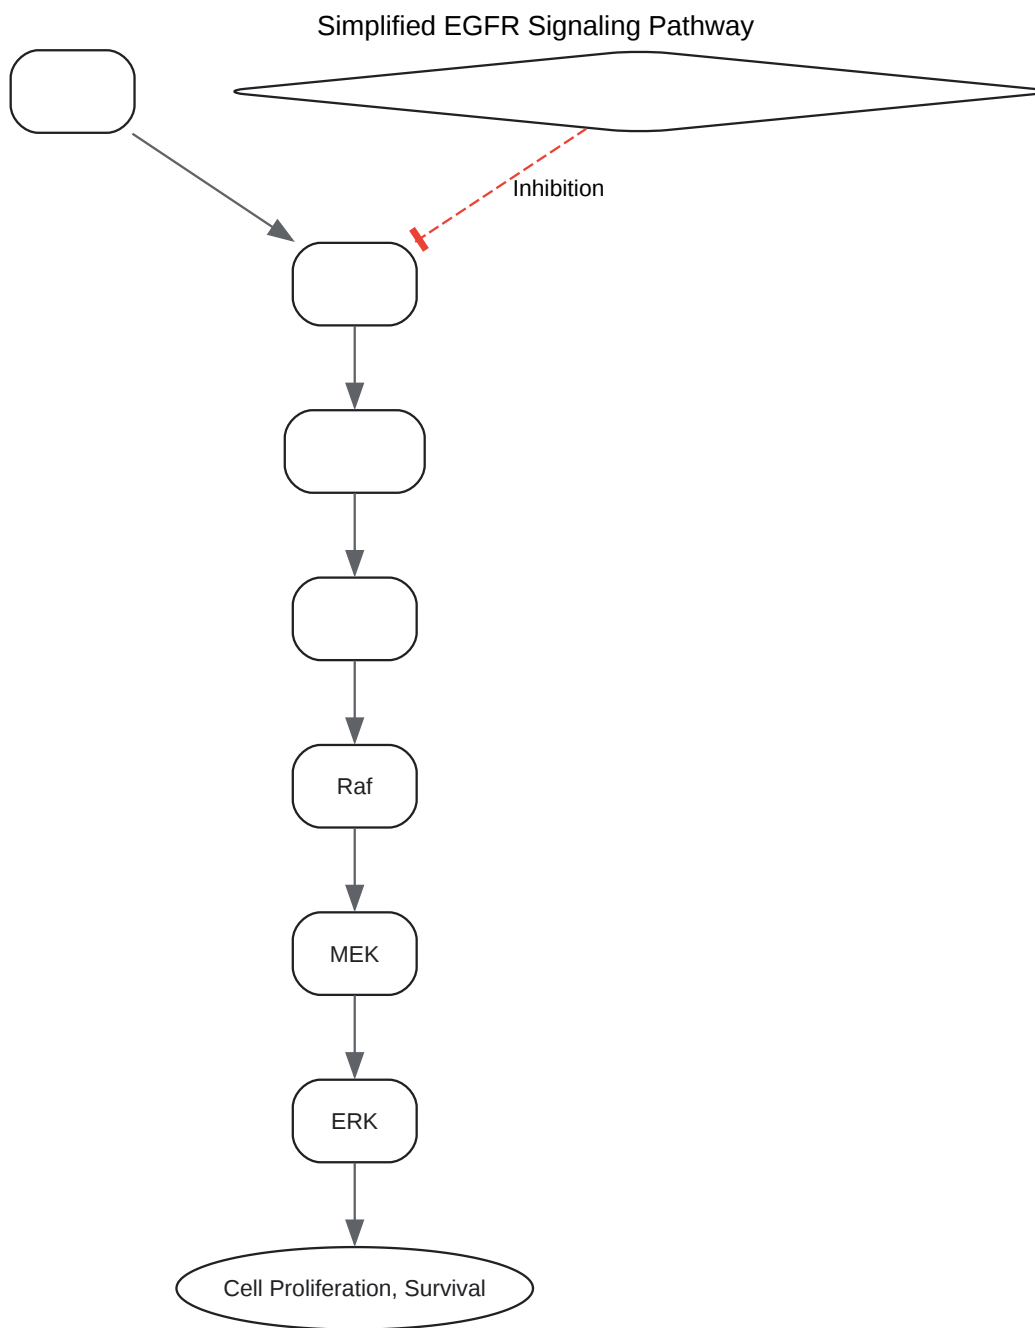 Simplified EGFR Signaling Pathway
Inhibition
Raf
MEK
ERK
Cell Proliferation, Survival